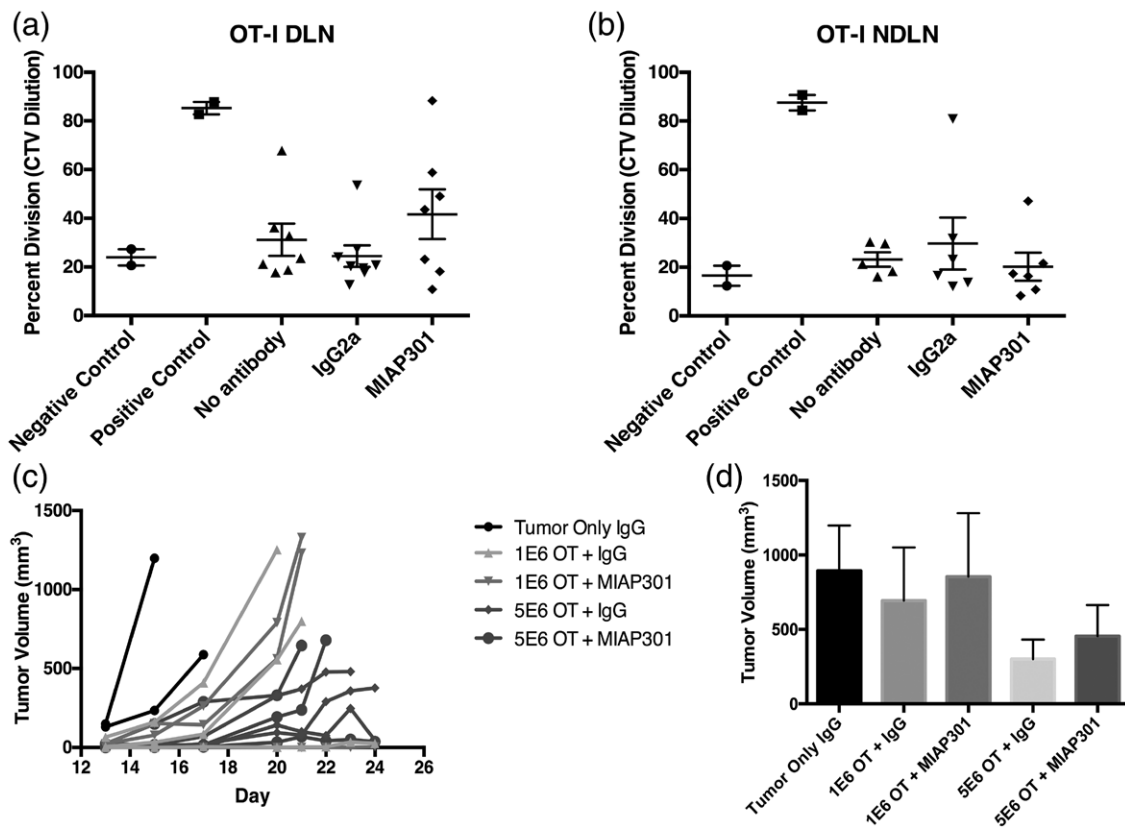 (a)
OT-I DLN
Percent Division (CTV Dilution)
100
80
60
40
20
0
Negative Control
Positive Control
No antibody
IgG2a
MIAP301
(b)
OT-I NDLN
Percent Division (CTV Dilution)
100
80
60
40
20
0
Negative Control
Positive Control
No antibody
IgG2a
MIAP301
(c)
Tumor Volume (mm³)
1500
1000
500
0
12 14 16 18 20 22 24 26
Day
Tumor Only IgG
1E6 OT + IgG
1E6 OT + MIAP301
5E6 OT + IgG
5E6 OT + MIAP301
(d)
Tumor Volume (mm³)
1500
1000
500
0
Tumor Only IgG
1E6 OT + IgG
1E6 OT + MIAP301
5E6 OT + IgG
5E6 OT + MIAP301